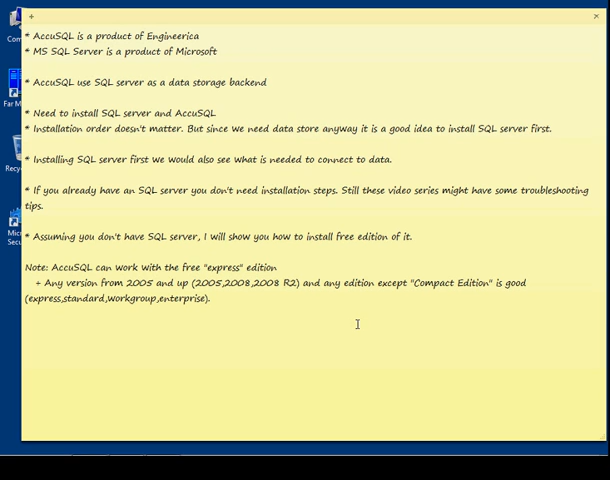 Com
Far M
Recyc
Micros
Secu
* AccuSQL is a product of Engineerica
* MS SQL Server is a product of Microsoft
* AccuSQL use SQL server as a data storage backend
* Need to install SQL server and AccuSQL
* Installation order doesn't matter. But since we need data store anyway it is a good idea to install SQL server first.
* Installing SQL server first we would also see what is needed to connect to data.
* If you already have an SQL server you don't need installation steps. Still these video series might have some troubleshooting
tips.
* Assuming you don't have SQL server, I will show you how to install free edition of it.
Note: AccuSQL can work with the free "express" edition
+ Any version from 2005 and up (2005,2008,2008 R2) and any edition except "Compact Edition" is good
(express,standard,workgroup,enterprise).